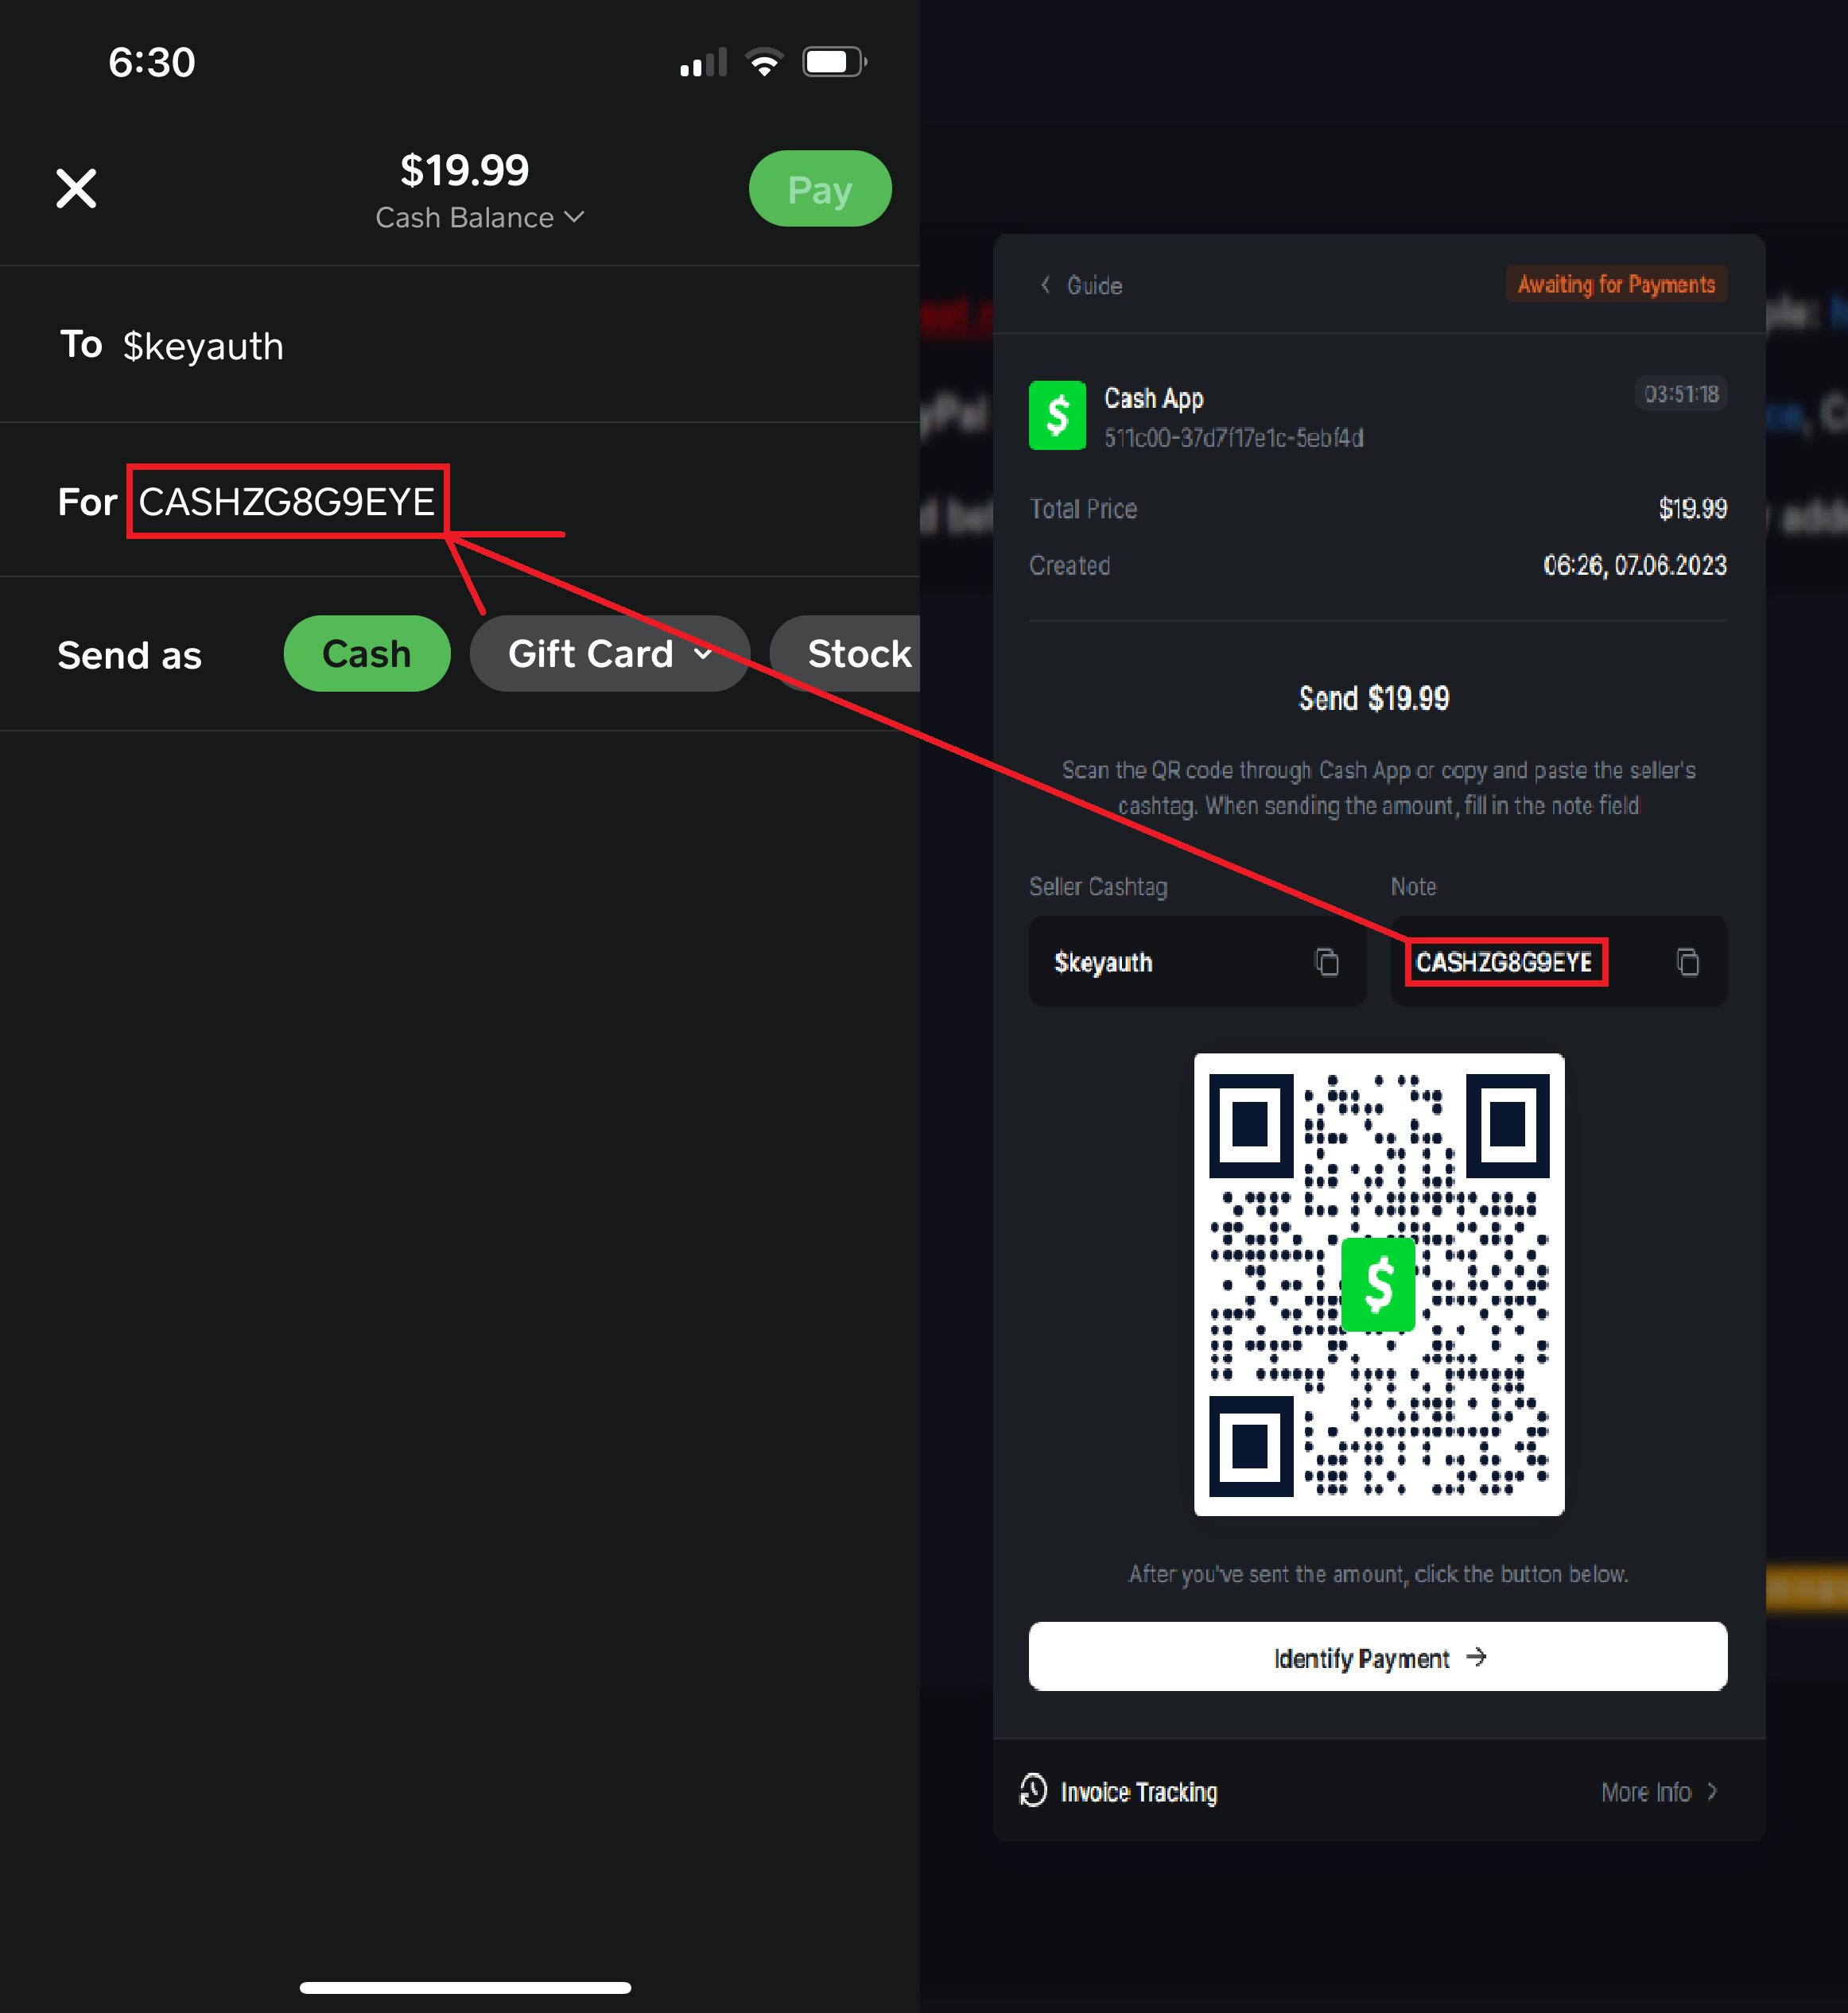 6:30
$19.99
Cash Balance
Pay
To $keyauth
For CASHZG8G9EYE
Send as Cash Gift Card Stock
Guide
Awaiting for Payments
$
Cash App
03:51:18
511c00-37d7f17e1c-5ebf4d
Total Price $19.99
Created 06:26, 07.06.2023
Send $19.99
Scan the QR code through Cash App or copy and paste the seller's
cashtag. When sending the amount, fill in the note field
Seller Cashtag Note
$keyauth CASHZG8G9EYE
$
After you've sent the amount, click the button below.
Identify Payment →
Invoice Tracking More Info